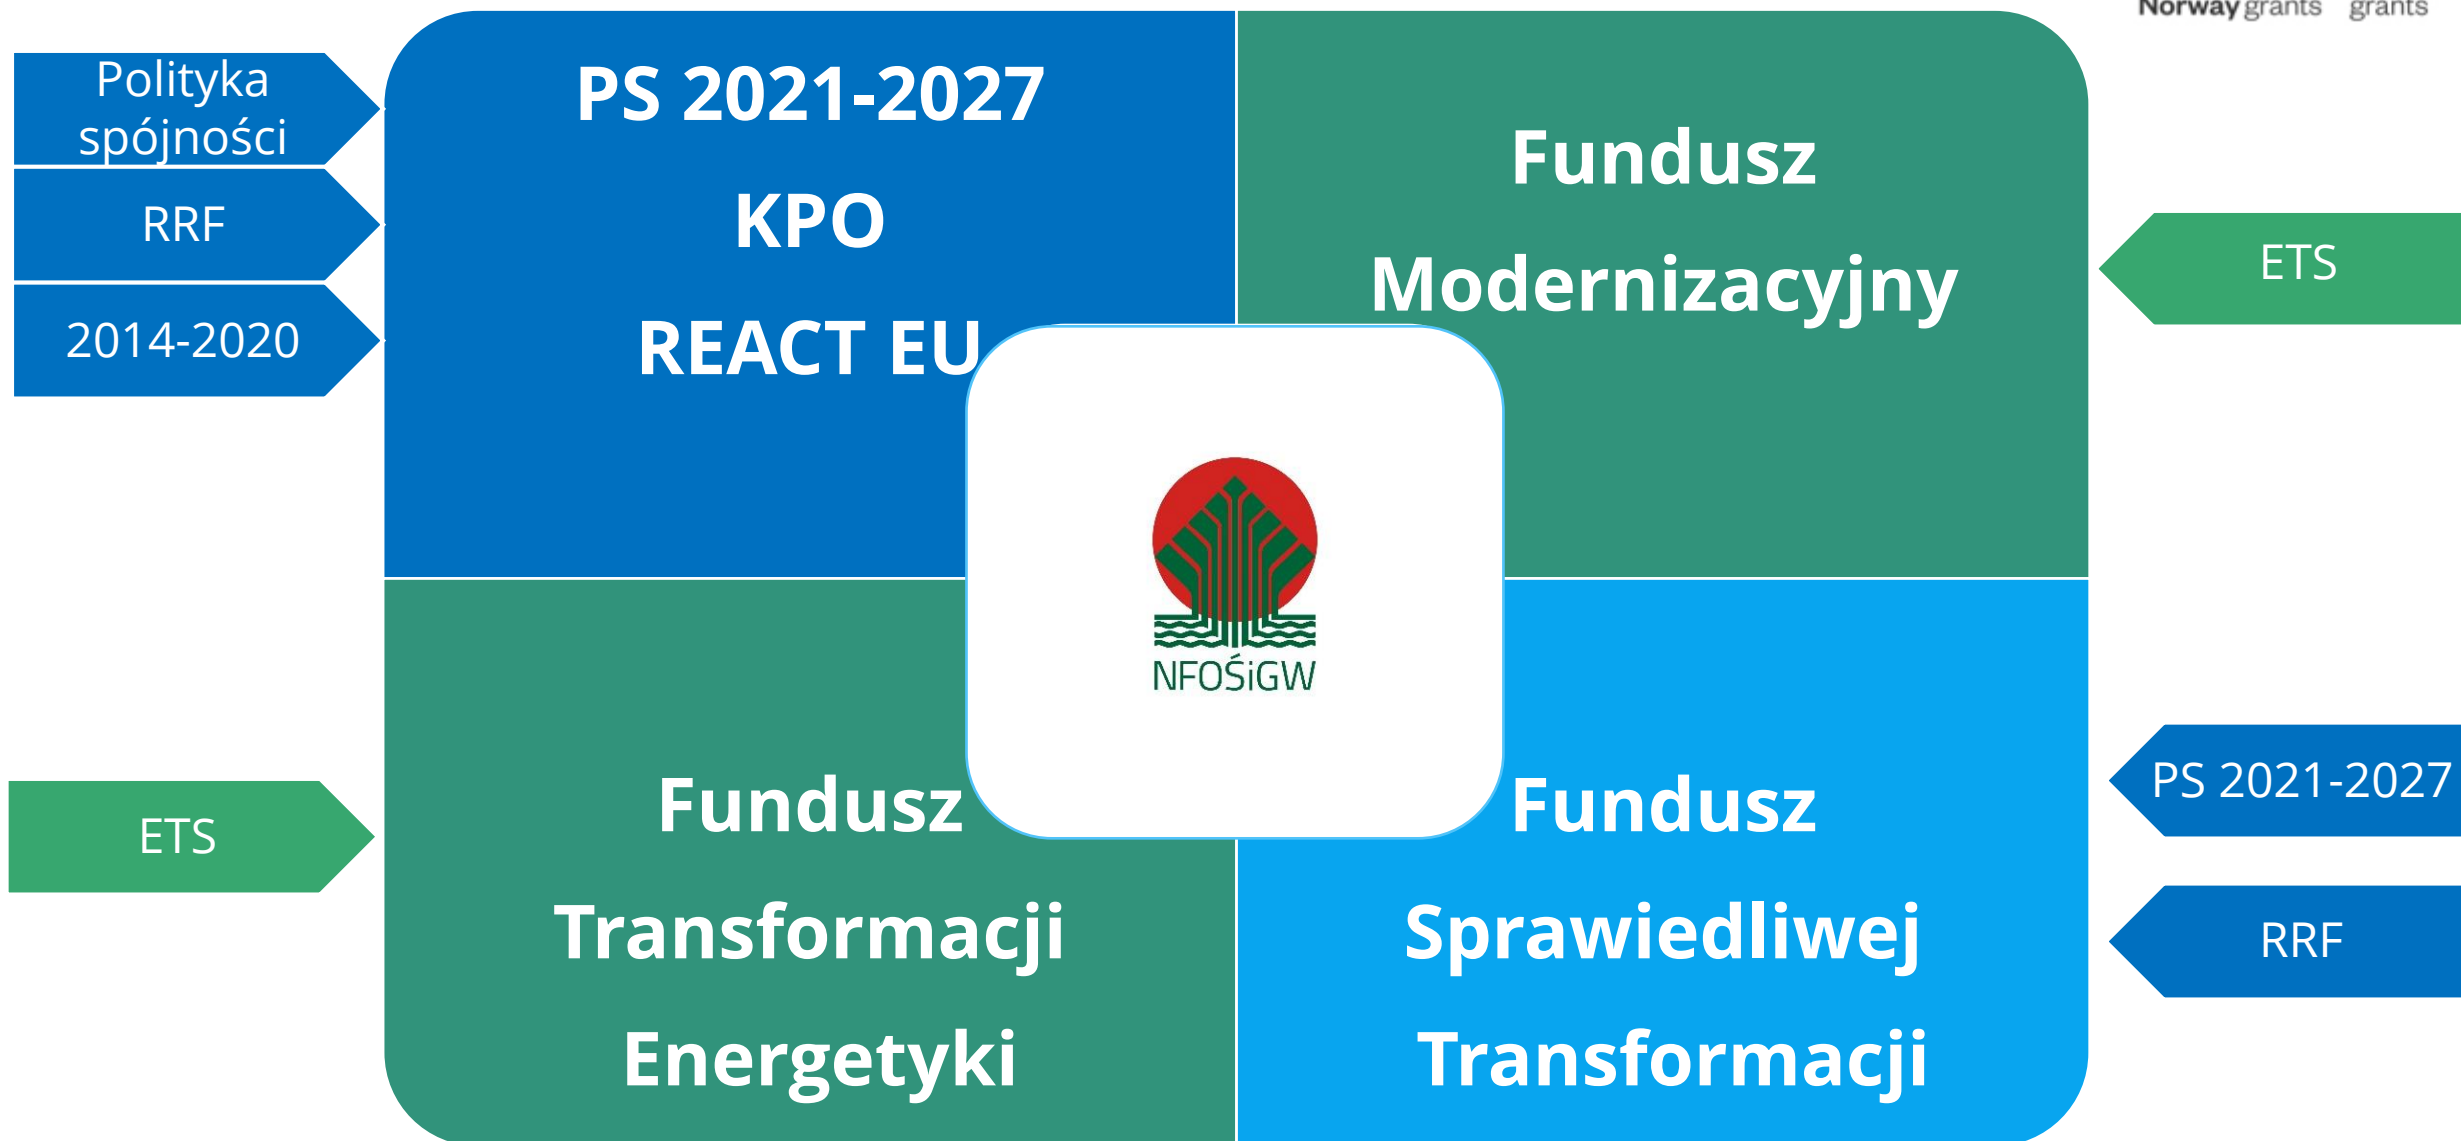 Norway grants grants
Polityka
spójności
RRF
2014-2020
PS 2021-2027
KPO
REACT EU
Fundusz
Modernizacyjny
ETS
NFOŚiGW
ETS
Fundusz
Transformacji
Energetyki
Fundusz
Sprawiedliwej
Transformacji
PS 2021-2027
RRF